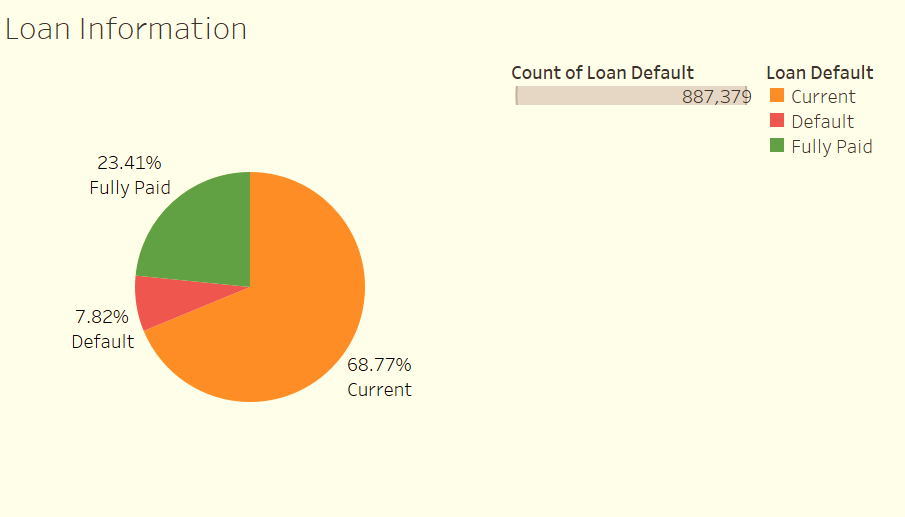 Loan Information
Count of Loan Default
887,379
Loan Default
Current
Default
Fully Paid
23.41%
Fully Paid
7.82%
Default
68.77%
Current